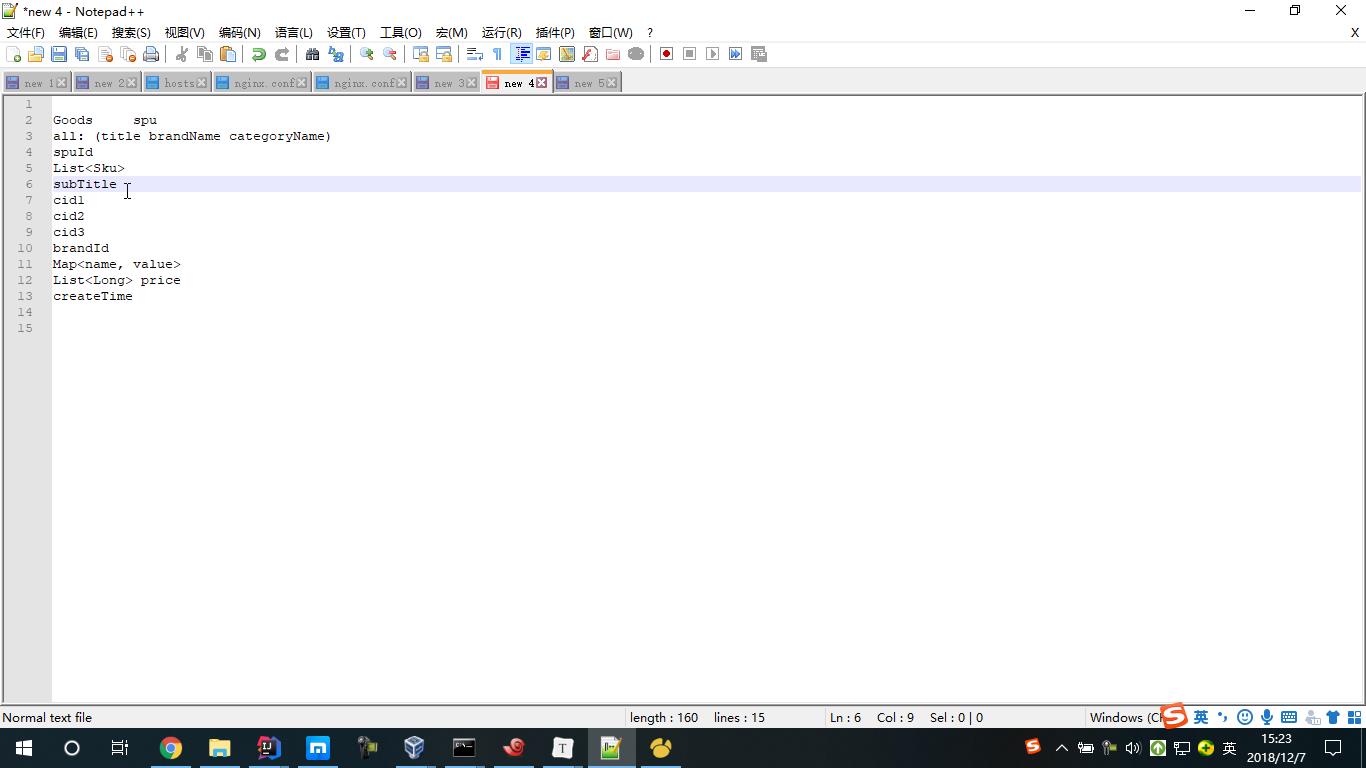 *new 4 - Notepad++
文件(F) 编辑(E) 搜索(S) 视图(V) 编码(N) 语言(L) 设置(T) 工具(O) 宏(M) 运行(R) 插件(P) 窗口(W) ? X
new 1 new 2 hosts nginx.conf nginx.conf new 3 new 4 new 5
1
2 Goods spu
3 all: (title brandName categoryName)
4 spuId
5 List<Sku>
6 subTitle
7 cid1
8 cid2
9 cid3
10 brandId
11 Map<name, value>
12 List<Long> price
13 createTime
14
15
Normal text file length : 160 lines : 15 Ln : 6 Col : 9 Sel : 0 | 0 Windows (C 英
英 15:23
2018/12/7